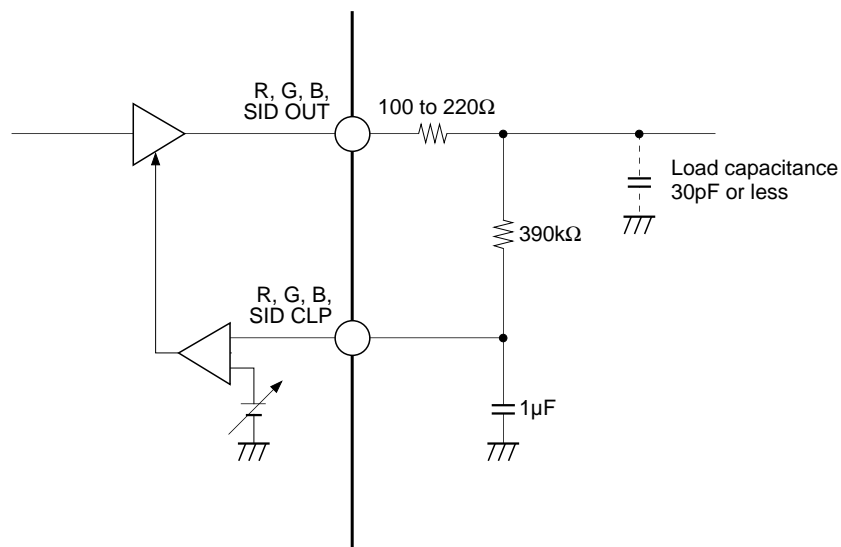 R, G, B,
SID OUT
100 to 220Ω
Load capacitance
30pF or less
390kΩ
R, G, B,
SID CLP
1µF